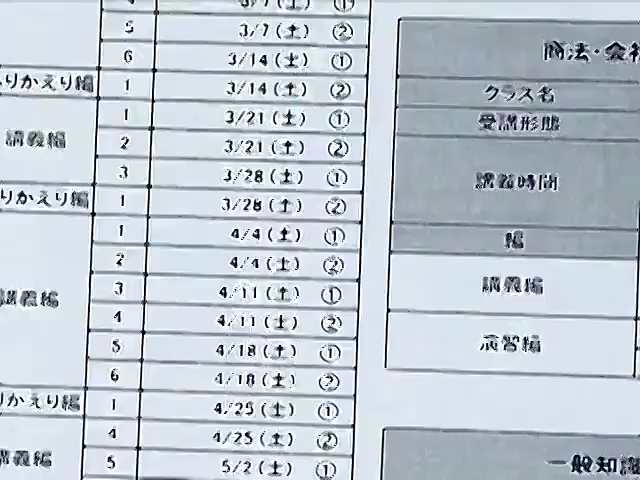 4 3/7(土) ①
5 3/7(土) ②
6 3/14(土) ①
りかえり編 1 3/14(土) ②
講義編 1 3/21(土) ①
2 3/21(土) ②
3 3/28(土) ①
りかえり編 1 3/28(土) ②
講義編 1 4/4(土) ①
2 4/4(土) ②
3 4/11(土) ①
4 4/11(土) ②
5 4/18(土) ①
6 4/18(土) ②
りかえり編 1 4/25(土) ①
講義編 4 4/25(土) ②
5 5/2(土) ①
商法・会社
クラス名
受講形態
講義時間
編
講義編
演習編
一般知識